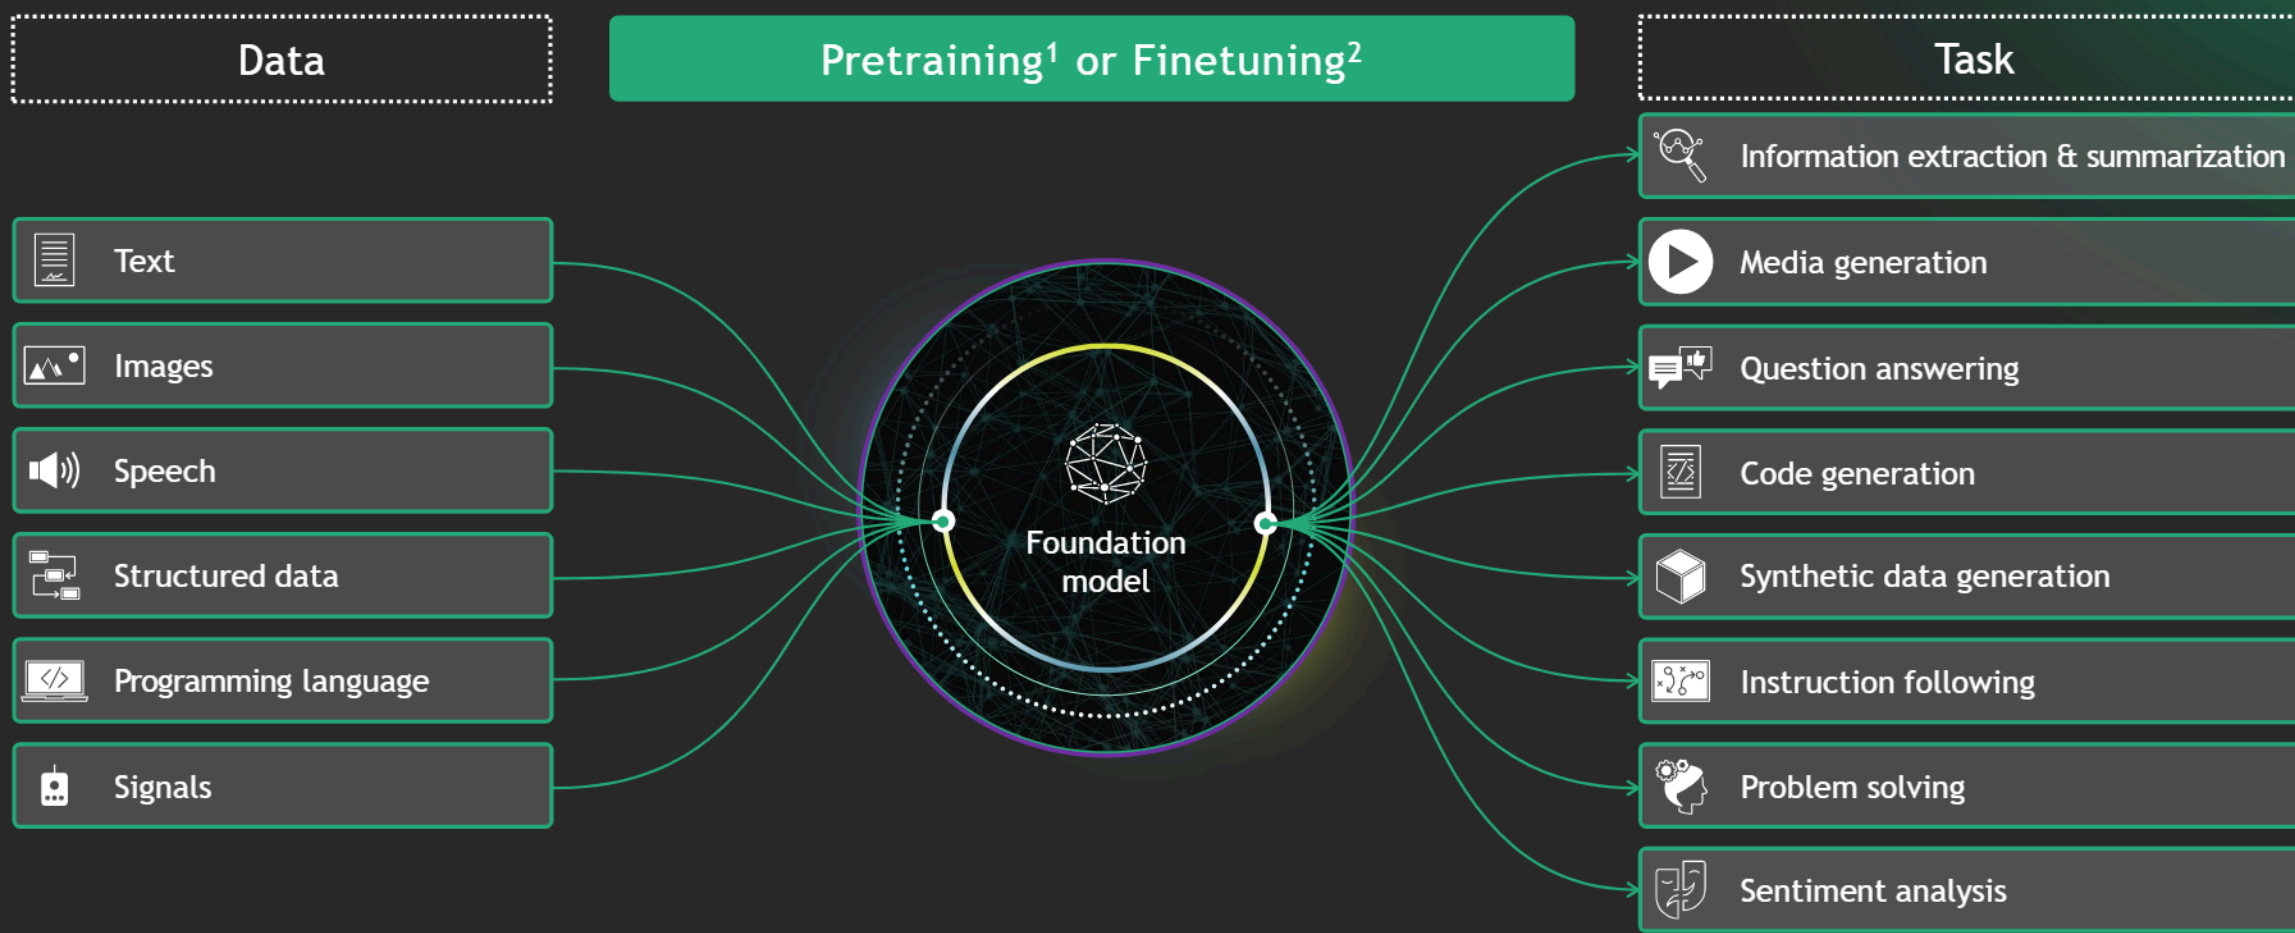 Data
Pretraining¹ or Finetuning²
Task
Text
Images
Speech
Structured data
Programming language
Signals
Foundation
model
Information extraction & summarization
Media generation
Question answering
Code generation
Synthetic data generation
Instruction following
Problem solving
Sentiment analysis